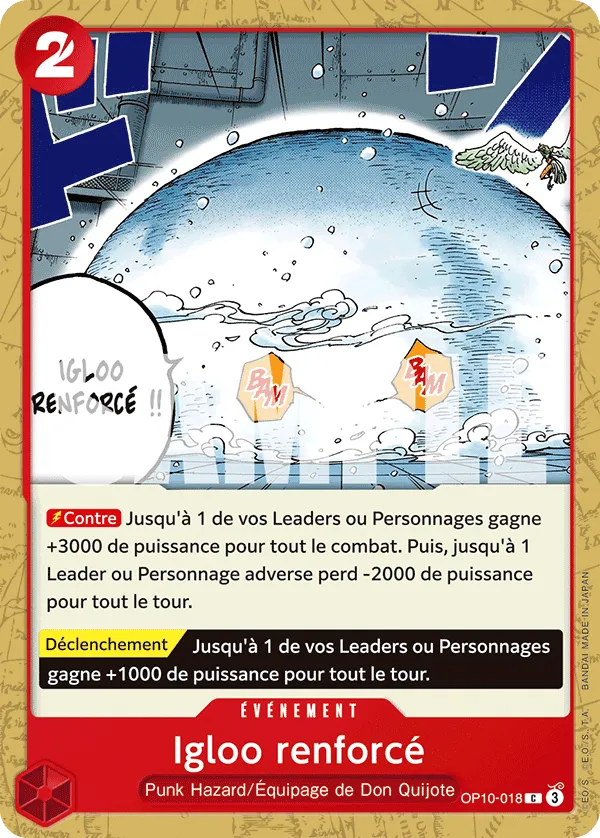 2
IGLOO
RENFORCÉ !!
BAM
BAM
Contre Jusqu'à 1 de vos Leaders ou Personnages gagne
+3000 de puissance pour tout le combat. Puis, jusqu'à 1
Leader ou Personnage adverse perd -2000 de puissance
pour tout le tour.
Déclenchement Jusqu'à 1 de vos Leaders ou Personnages
gagne +1000 de puissance pour tout le tour.
ÉVÉNEMENT
Igloo renforcé
Punk Hazard/Équipage de Don Quijote
OP10-018 C 3
©E.O./S., T.A. BANDAI MADE IN JAPAN